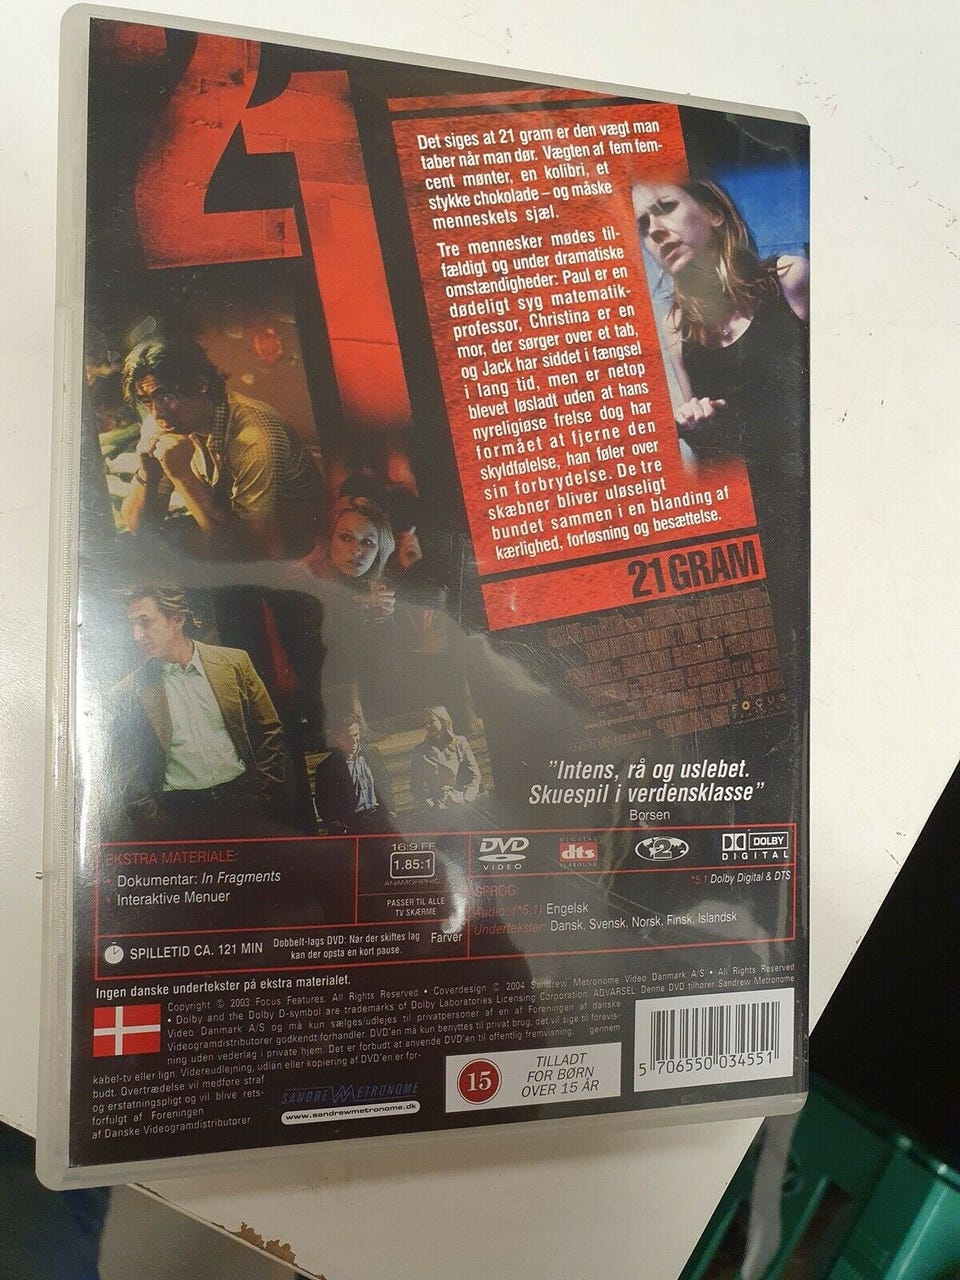 21
Det siges at 21 gram er den vægt man
taber når man dør. Vægten af fem fem-
cent mønter, en kolibri, et
stykke chokolade – og måske
menneskets sjæl.
Tre mennesker mødes til-
fældigt og under dramatiske
omstændigheder: Paul er en
dødeligt syg matematik-
professor, Christina er en
mor, der sørger over et tab,
og Jack har siddet i fængsel
i lang tid, men er netop
blevet løsladt uden at hans
nyreligiøse frelse dog har
formået at fjerne den
skyldfølelse, han føler over
sin forbrydelse. De tre
skæbner bliver uløseligt
bundet sammen i en blanding af
kærlighed, forløsning og besættelse.
21 GRAM
FOCUS
SANDREW METRONOME
"Intens, rå og uslebet.
Skuespil i verdensklasse"
Borsen
EKSTRA MATERIALE:
Dokumentar: In Fragments
• Interaktive Menuer
16:9 FF
1.85:1
ANAMORPHIC
PASSER TIL ALLE
TV SKÆRME
DVD
VIDEO
DIGITAL
dts
SURROUND
2
DOLBY
DIGITAL
*5.1 Dolby Digital & DTS
SPROG
Audio: (*5.1) Engelsk
Undertekster: Dansk, Svensk, Norsk, Finsk, Islandsk
SPILLETID CA. 121 MIN
Dobbelt-lags DVD: Når der skiftes lag
kan der opsta en kort pause.
Farver
Ingen danske undertekster på ekstra materialet.
Copyright © 2003 Focus Features. All Rights Reserved • Coverdesign © 2004 Sandrew Metronome Video Danmark A/S • All Rights Reserved
• Dolby and the Dolby D-symbol are trademarks of Dolby Laboratories Licensing Corporation. ADVARSEL: Denne DVD tilhører Sandrew Metronome
Video Danmark A/S og må kun sælges/udlejes til privatpersoner af en af Foreningen af danske
Videogramdistributører godkendt forhandler. DVD'en må kun benyttes til privat brug, det vil sige til forevis-
ning uden vederlag i private hjem. Det er forbudt at anvende DVD'en til offentlig fremvisning, gennem
kabel-tv eller lign. Videreudlejning, udlån eller kopiering af DVD'en er for-
budt. Overtrædelse vil medføre straf
og erstatningspligt og vil blive rets-
forfulgt af Foreningen
af Danske Videogramdistributører.
SANDREW METRONOME
www.sandrewmetronome.dk
15
TILLADT
FOR BØRN
OVER 15 ÅR
5 706550 034551